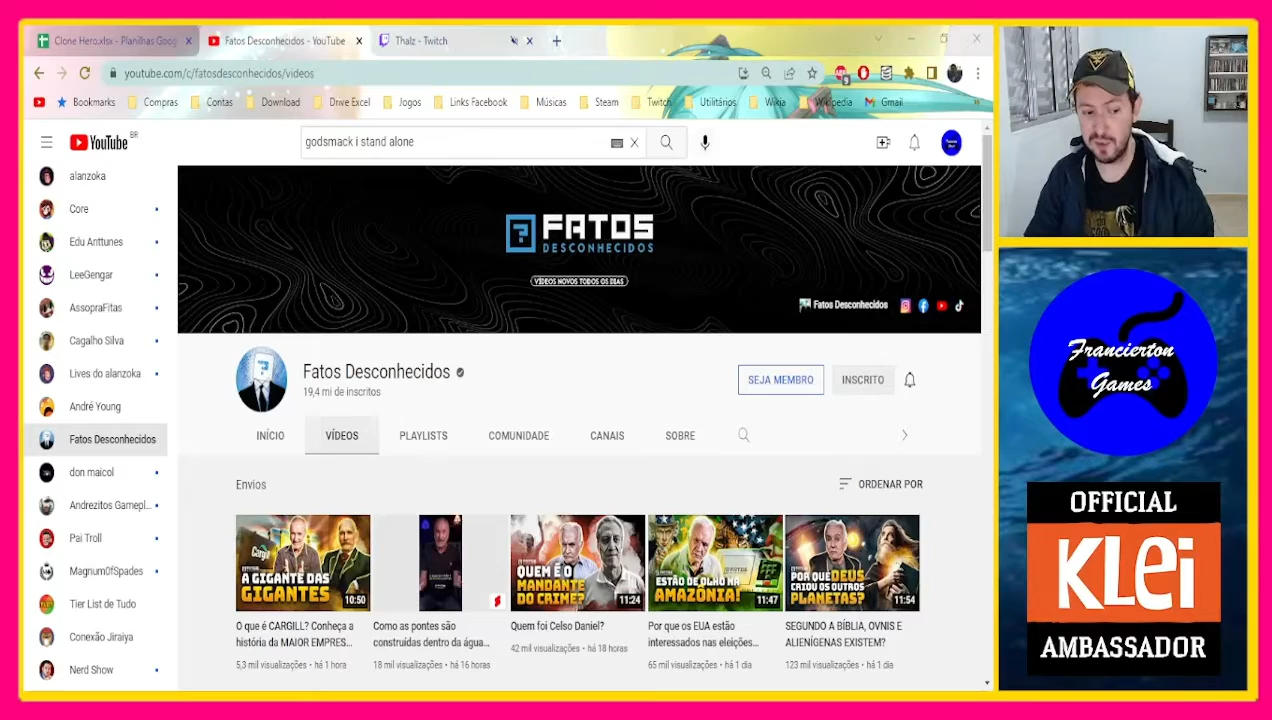 Clone Hero.xlsx - Planilhas Goog
Fatos Desconhecidos - YouTube
Thalz - Twitch
youtube.com/c/fatosdesconhecidos/videos
Bookmarks
Compras
Contas
Download
Drive Excel
Jogos
Links Facebook
Músicas
Steam
Twitch
Utilitários
Wikia
Wikipedia
Gmail
YouTube BR
godsmack i stand alone
alanzoka
Core
Edu Anttunes
LeeGengar
AssopraFitas
Cagalho Silva
Lives do alanzoka
André Young
Fatos Desconhecidos
don maicol
Andrezitos Gamepl...
Pai Troll
MagnumOfSpades
Tier List de Tudo
Conexão Jiraiya
Nerd Show
? FATOS
DESCONHECIDOS
VÍDEOS NOVOS TODOS OS DIAS
Fatos Desconhecidos
Fatos Desconhecidos
19,4 mi de inscritos
SEJA MEMBRO
INSCRITO
INÍCIO
VÍDEOS
PLAYLISTS
COMUNIDADE
CANAIS
SOBRE
Envios
ORDENAR POR
Cargill
A GIGANTE DAS
GIGANTES
10:50
O que é CARGILL? Conheça a
história da MAIOR EMPRES...
5,3 mil visualizações • há 1 hora
Como as pontes são
construídas dentro da água...
18 mil visualizações • há 16 horas
QUEM É O
MANDANTE
DO CRIME?
11:24
Quem foi Celso Daniel?
42 mil visualizações • há 18 horas
ESTÃO DE OLHO NA
AMAZÔNIA!
11:47
Por que os EUA estão
interessados nas eleições...
65 mil visualizações • há 1 dia
POR QUE DEUS
CRIOU OS OUTROS
PLANETAS?
11:54
SEGUNDO A BÍBLIA, OVNIS E
ALIENÍGENAS EXISTEM?
123 mil visualizações • há 1 dia
Francierton
Games
OFFICIAL
KLEi
AMBASSADOR